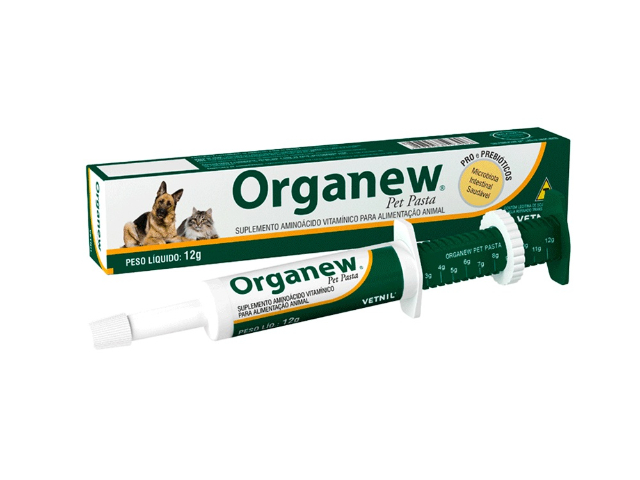 Organew
Organew®
Pet Pasta
SUPLEMENTO AMINOÁCIDO VITAMÍNICO PARA ALIMENTAÇÃO ANIMAL
PESO LÍQUIDO: 12g
PRO e PREBIÓTICOS
Microbiota
Intestinal
Saudável
VETNIL
Organew®
Pet Pasta
SUPLEMENTO AMINOÁCIDO VITAMÍNICO
PARA ALIMENTAÇÃO ANIMAL
PESO LÍQ.: 12g
VETNIL
ORGANEW PET PASTA
3g 4g 6g 7g 9g 11g 12g